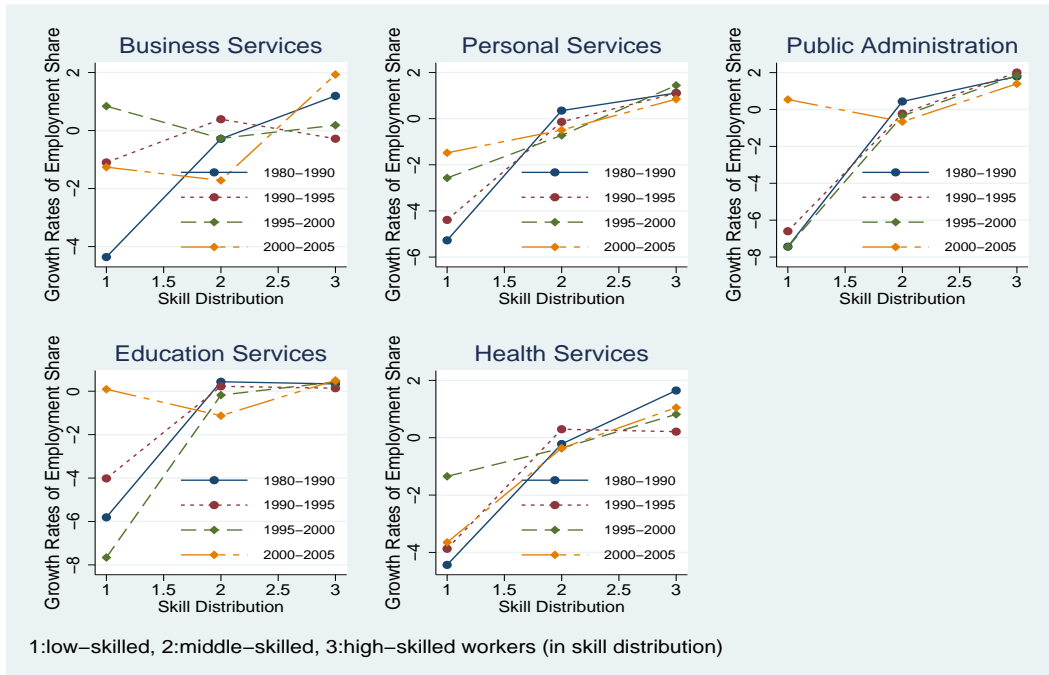 Business Services
Growth Rates of Employment Share
2
0
−2
−4
1980−1990
1990−1995
1995−2000
2000−2005
1 1.5 2 2.5 3
Skill Distribution
Personal Services
Growth Rates of Employment Share
2
0
−2
−4
−6
1980−1990
1990−1995
1995−2000
2000−2005
1 1.5 2 2.5 3
Skill Distribution
Public Administration
Growth Rates of Employment Share
2
0
−2
−4
−6
−8
1980−1990
1990−1995
1995−2000
2000−2005
1 1.5 2 2.5 3
Skill Distribution
Education Services
Growth Rates of Employment Share
0
−2
−4
−6
−8
1980−1990
1990−1995
1995−2000
2000−2005
1 1.5 2 2.5 3
Skill Distribution
Health Services
Growth Rates of Employment Share
2
0
−2
−4
1980−1990
1990−1995
1995−2000
2000−2005
1 1.5 2 2.5 3
Skill Distribution
1:low−skilled, 2:middle−skilled, 3:high−skilled workers (in skill distribution)